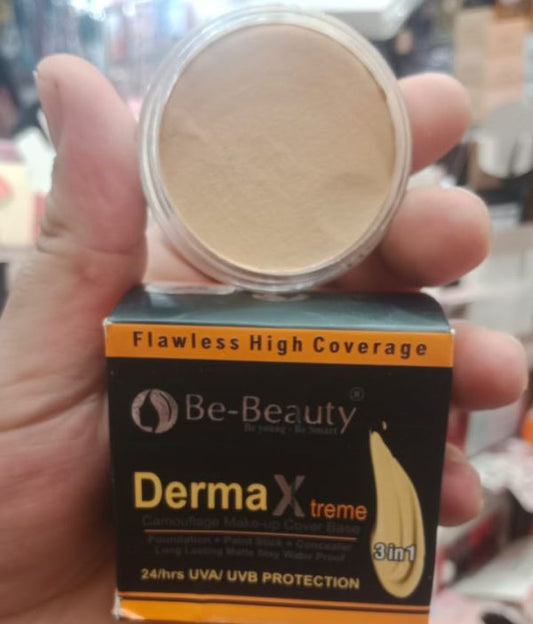 Flawless High Coverage
Be-Beauty®
Be young - Be Smart
Derma Xtreme
Camouflage Make-up Cover Base
Foundation + Paint Stick + Concealer
Long Lasting Matte Stay Water Proof
3 in 1
24/hrs UVA/ UVB PROTECTION